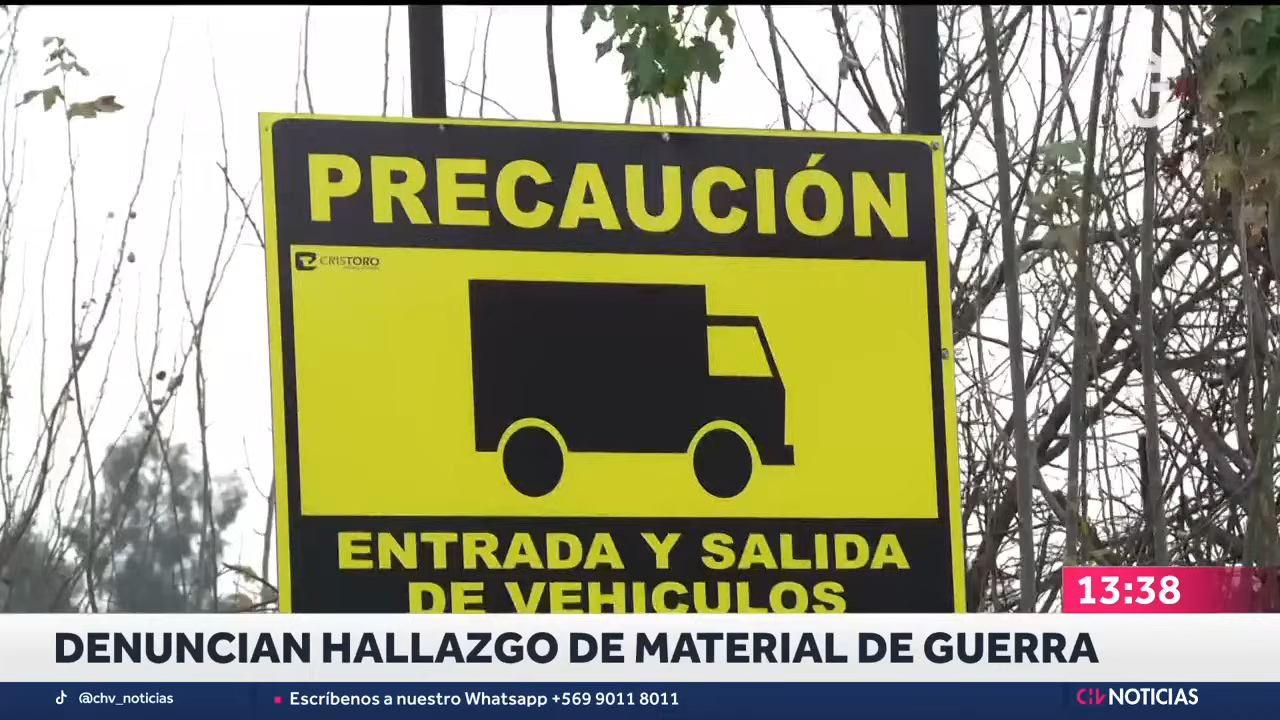 PRECAUCIÓN
CRISTORO
ENTRADA Y SALIDA
DE VEHICULOS
13:38
DENUNCIAN HALLAZGO DE MATERIAL DE GUERRA
@chv_noticias
Escríbenos a nuestro Whatsapp +569 9011 8011
CHV NOTICIAS